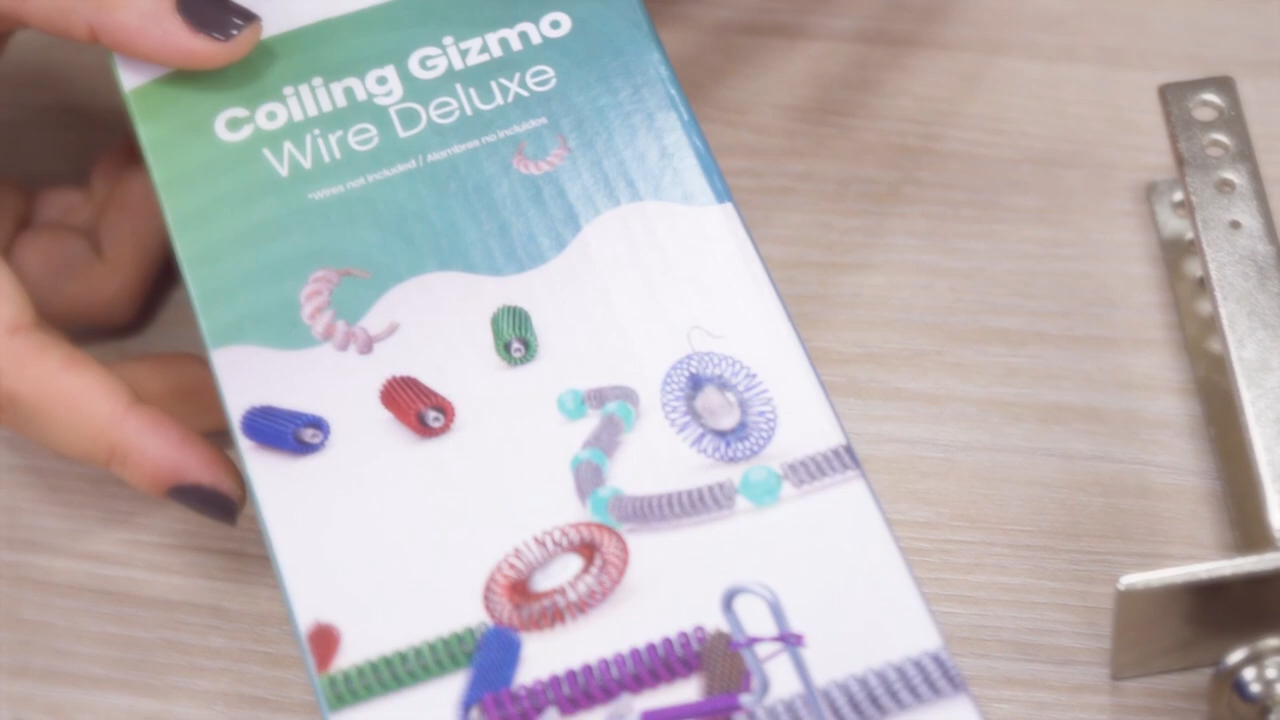 Coiling Gizmo
Wire Deluxe
*Wires not included / Alambres no incluidos